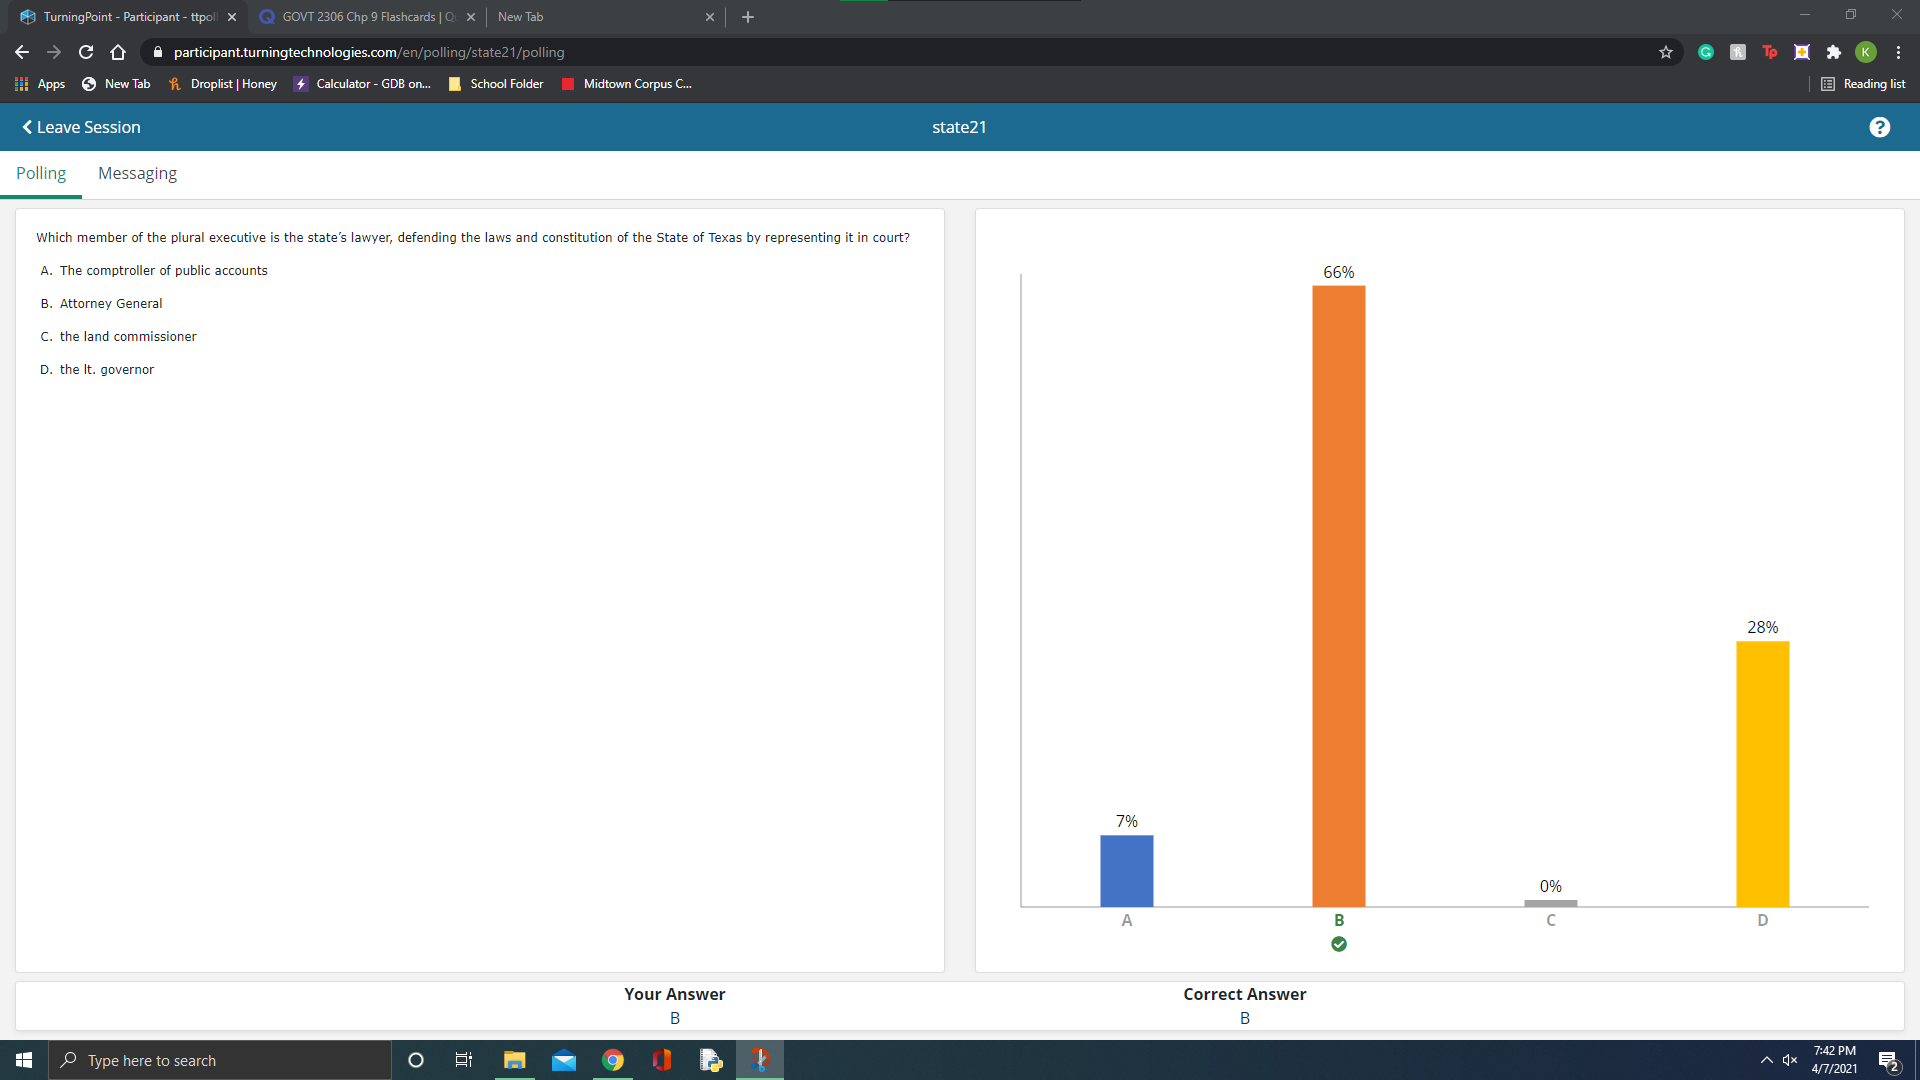 TurningPoint - Participant - ttpoll
GOVT 2306 Chp 9 Flashcards | Q
New Tab
participant.turningtechnologies.com/en/polling/state21/polling
Apps
New Tab
Droplist | Honey
Calculator - GDB on...
School Folder
Midtown Corpus C...
Reading list
Leave Session
state21
Polling
Messaging
Which member of the plural executive is the state's lawyer, defending the laws and constitution of the State of Texas by representing it in court?
A. The comptroller of public accounts
B. Attorney General
C. the land commissioner
D. the lt. governor
66%
28%
7%
0%
A
B
C
D
Your Answer
Correct Answer
B
B
Type here to search
7:42 PM
4/7/2021
2